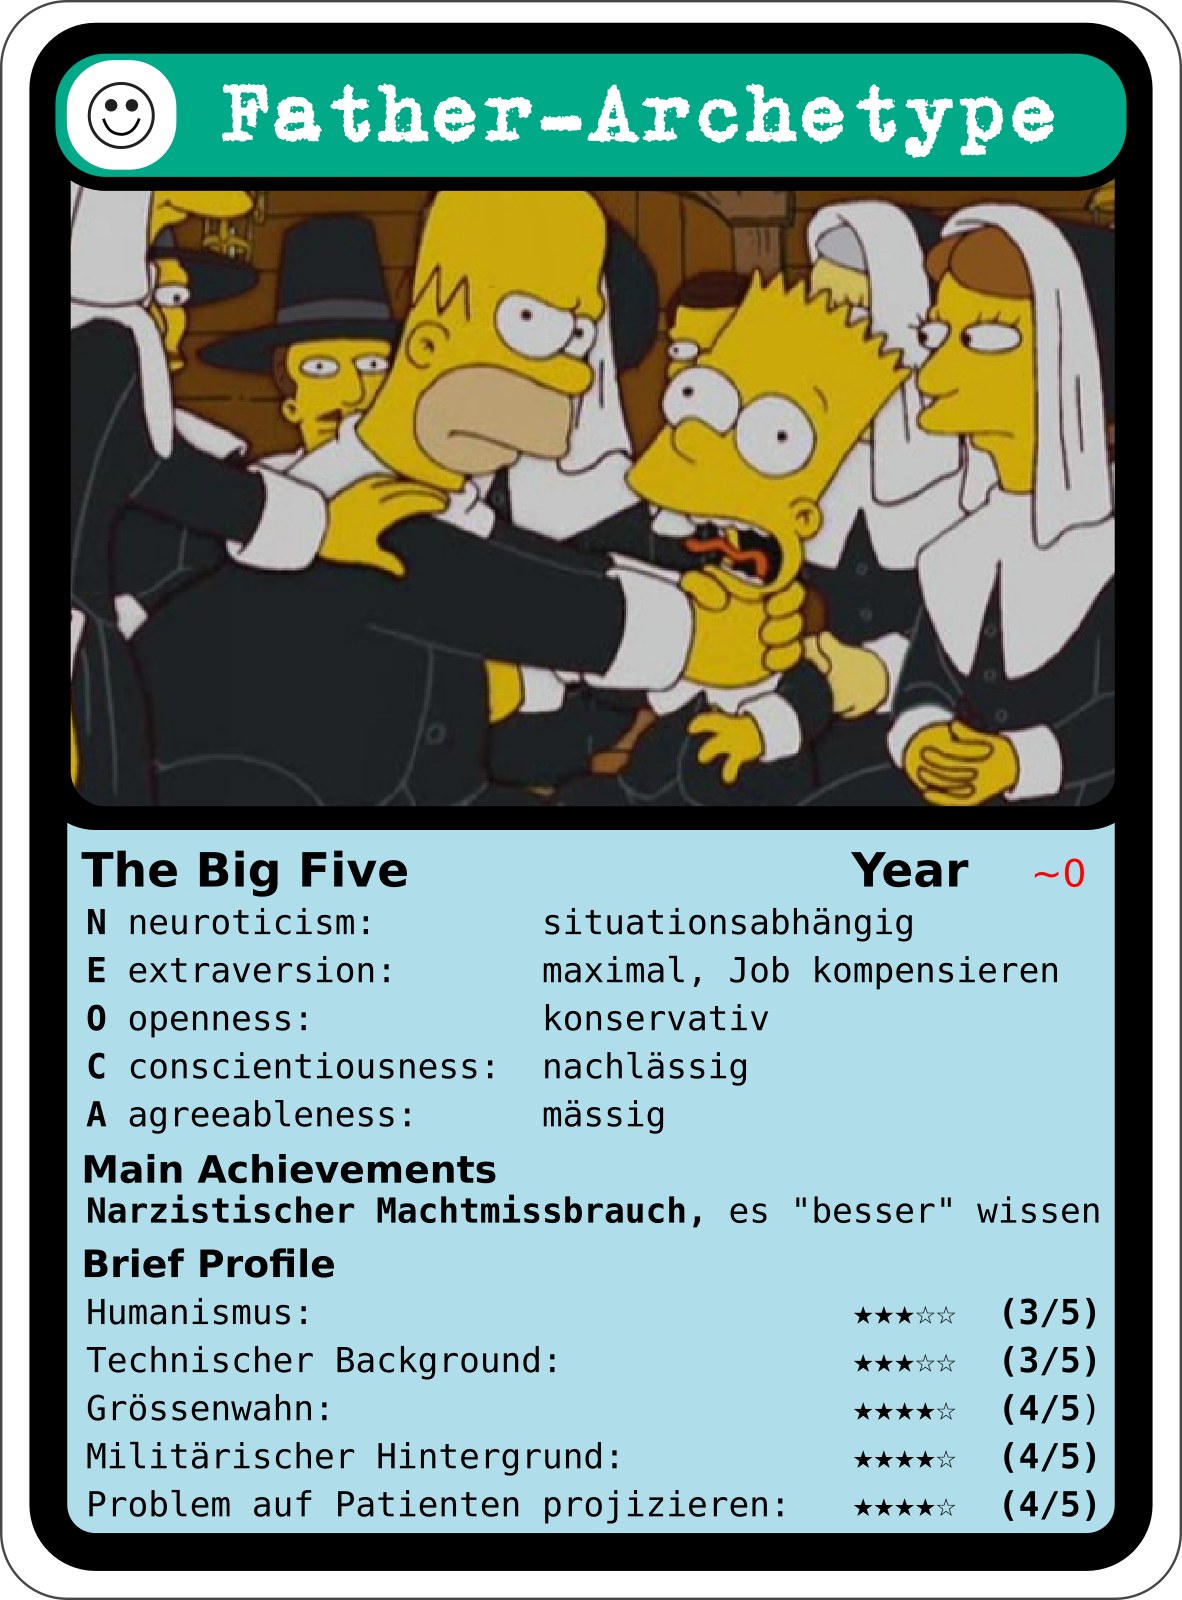 Father-Archetype
The Big Five Year ~0
N neuroticism: situationsabhängig
E extraversion: maximal, Job kompensieren
O openness: konservativ
C conscientiousness: nachlässig
A agreeableness: mässig
Main Achievements
Narzistischer Machtmissbrauch, es "besser" wissen
Brief Profile
Humanismus: ★★★☆☆ (3/5)
Technischer Background: ★★★☆☆ (3/5)
Grössenwahn: ★★★★☆ (4/5)
Militärischer Hintergrund: ★★★★☆ (4/5)
Problem auf Patienten projizieren: ★★★★☆ (4/5)